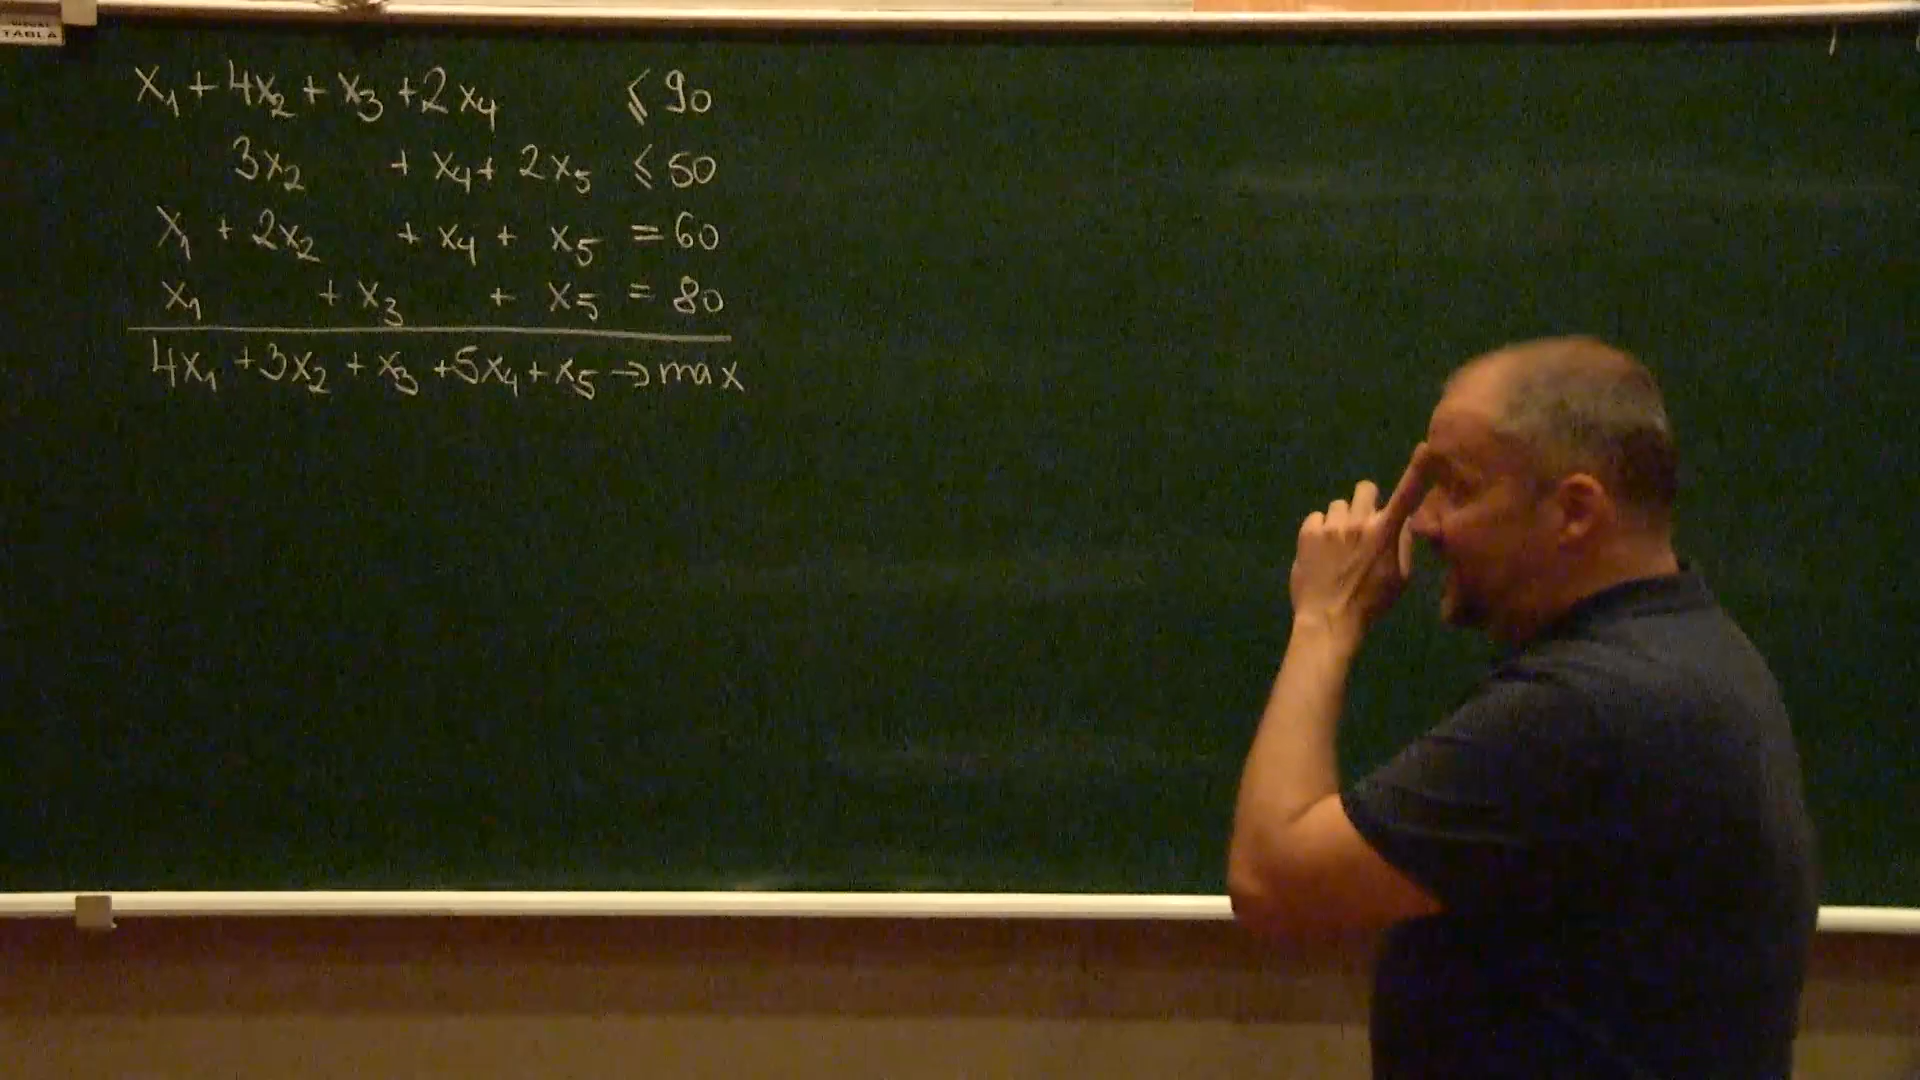 TABLA
x₁ + 4x₂ + x₃ + 2x₄ ≤ 90
3x₂ + x₄ + 2x₅ ≤ 50
x₁ + 2x₂ + x₄ + x₅ = 60
x₁ + x₃ + x₅ = 80
4x₁ + 3x₂ + x₃ + 5x₄ + x₅ → max